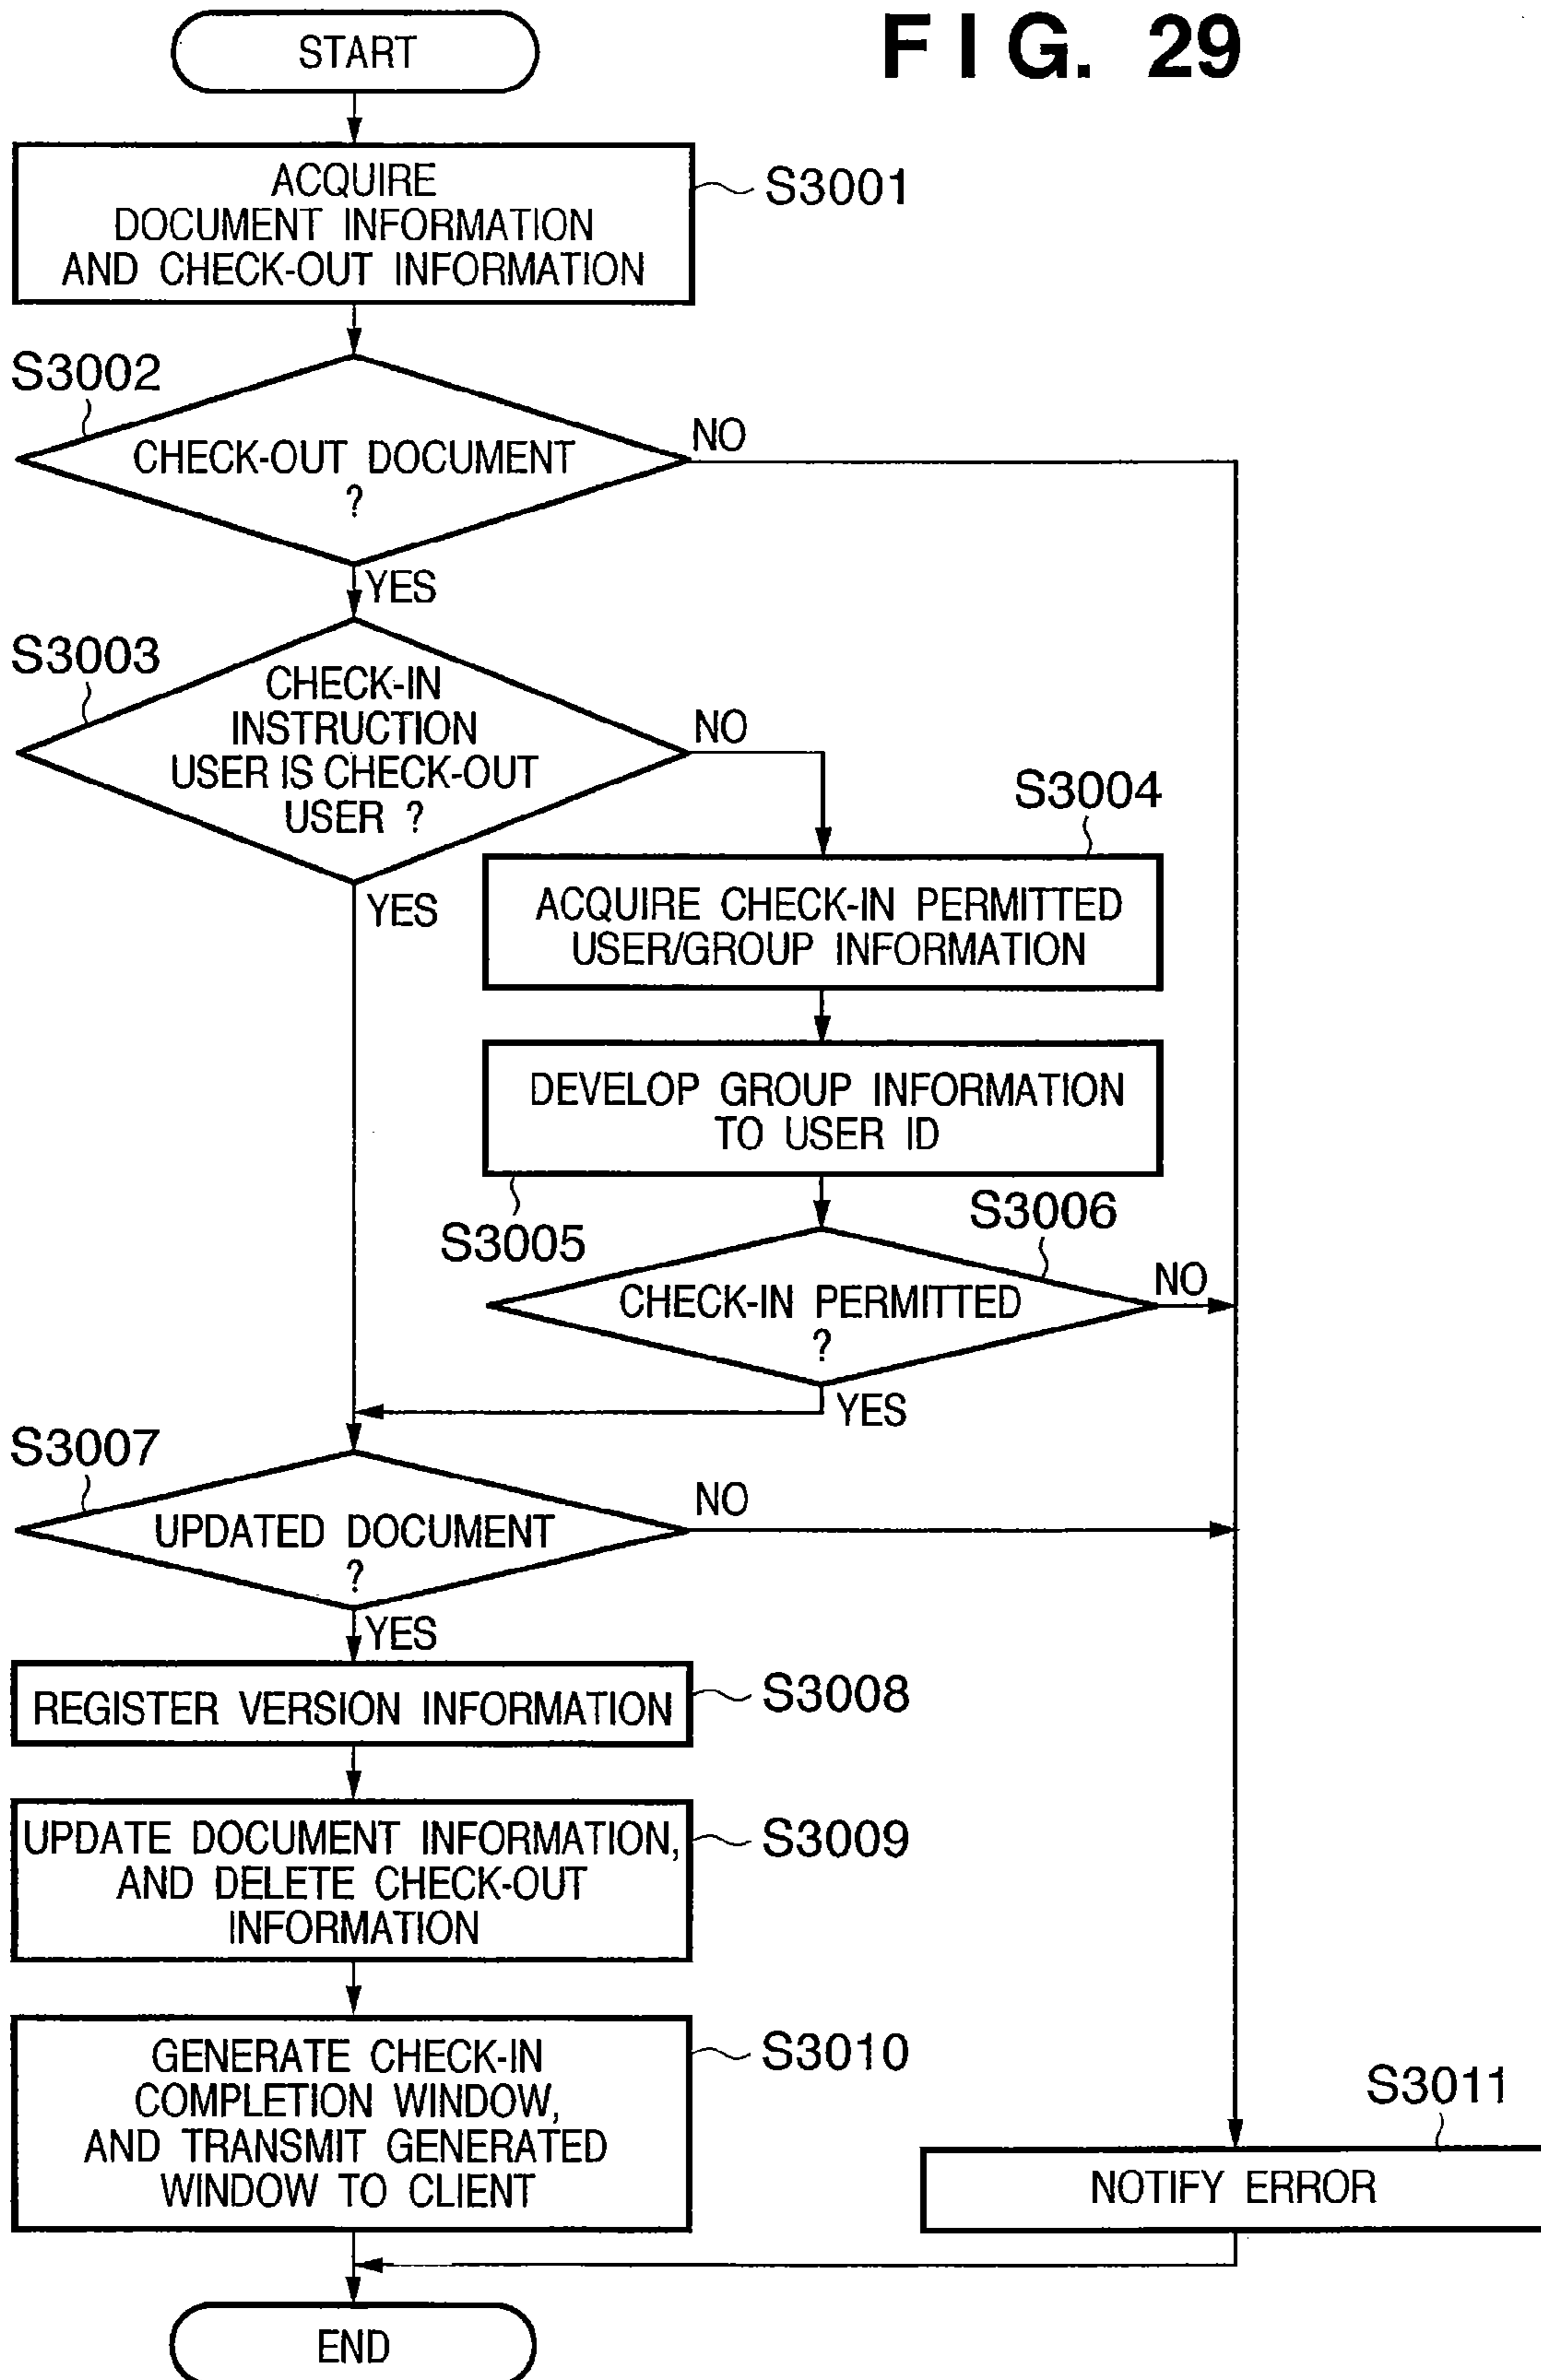 FIG. 29
START
ACQUIRE
DOCUMENT INFORMATION
AND CHECK-OUT INFORMATION
S3001
S3002
CHECK-OUT DOCUMENT
?
NO
YES
S3003
CHECK-IN
INSTRUCTION
USER IS CHECK-OUT
USER ?
NO
YES
S3004
ACQUIRE CHECK-IN PERMITTED
USER/GROUP INFORMATION
DEVELOP GROUP INFORMATION
TO USER ID
S3005
S3006
CHECK-IN PERMITTED
?
NO
YES
S3007
UPDATED DOCUMENT
?
NO
YES
REGISTER VERSION INFORMATION
S3008
UPDATE DOCUMENT INFORMATION,
AND DELETE CHECK-OUT
INFORMATION
S3009
GENERATE CHECK-IN
COMPLETION WINDOW,
AND TRANSMIT GENERATED
WINDOW TO CLIENT
S3010
S3011
NOTIFY ERROR
END